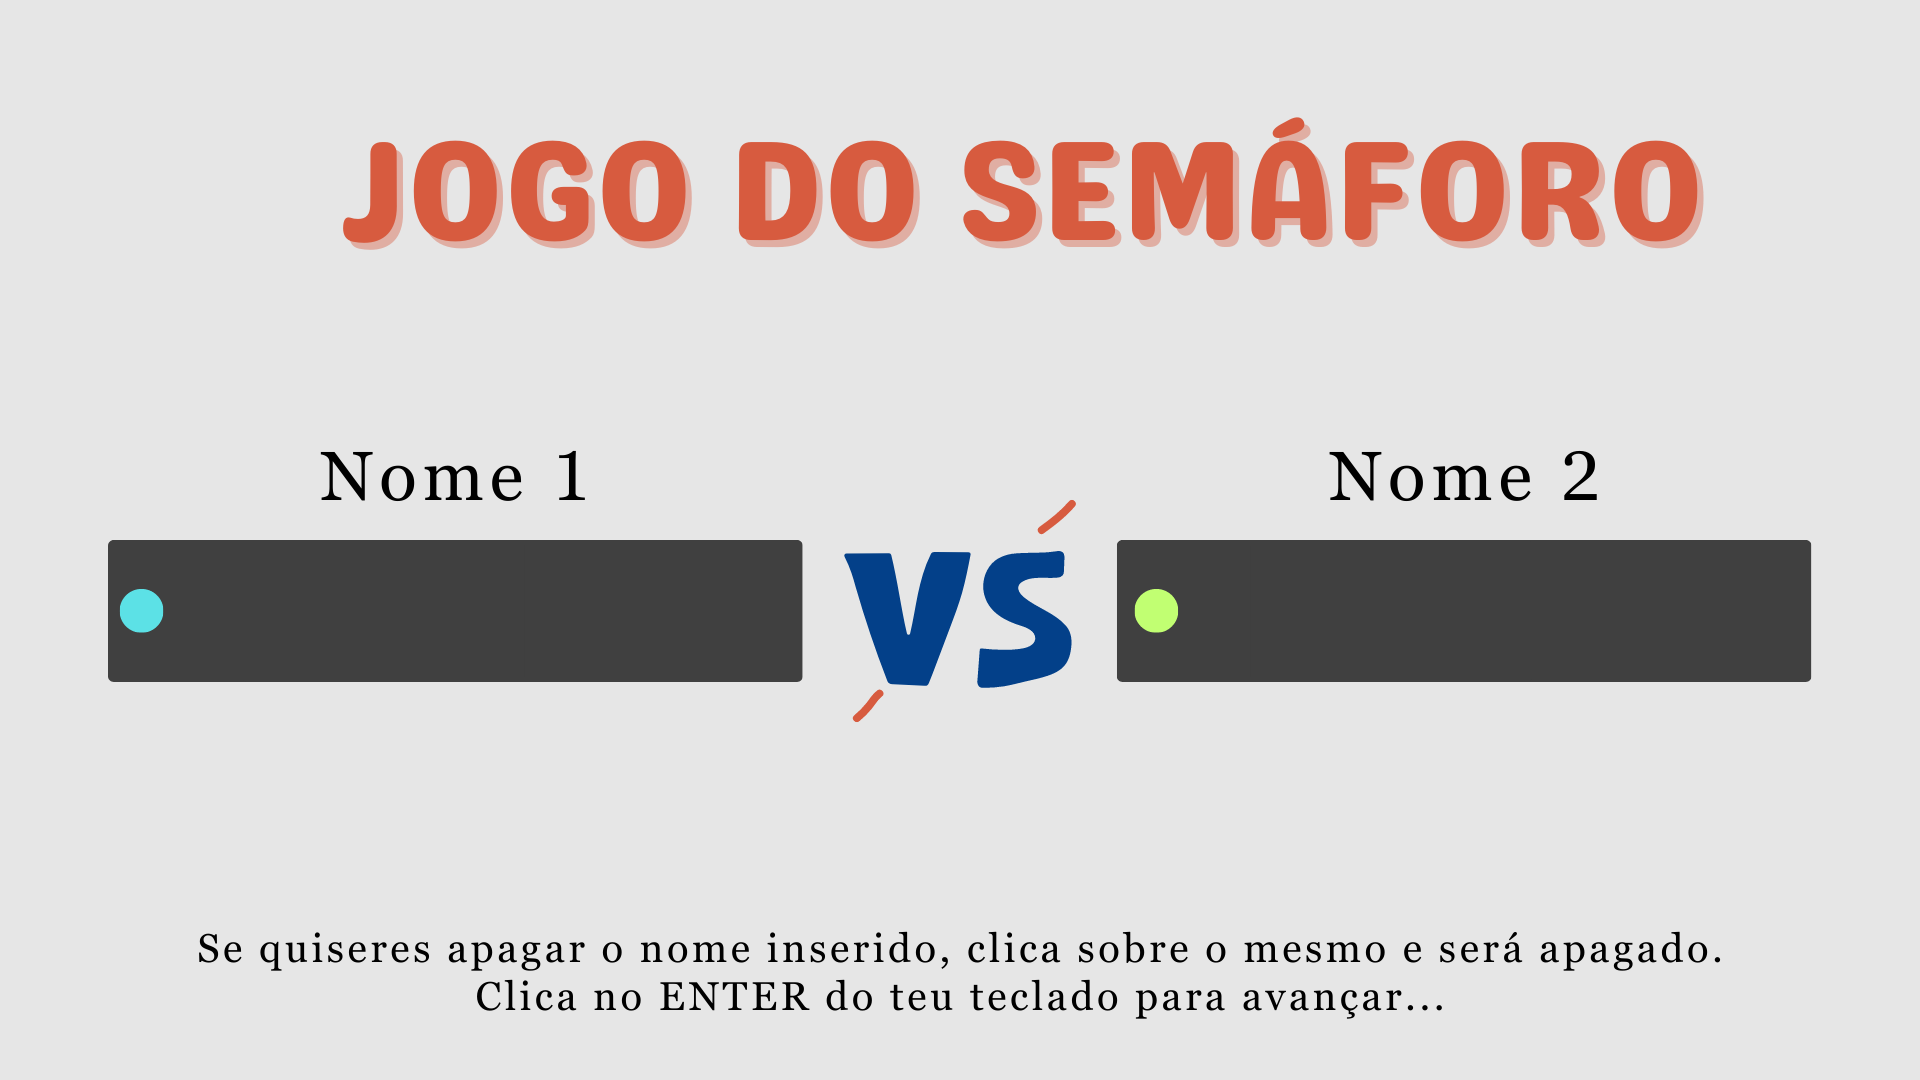 JOGO DO SEMÁFORO
Nome 1
Nome 2
VS
Se quiseres apagar o nome inserido, clica sobre o mesmo e será apagado.
Clica no ENTER do teu teclado para avançar...